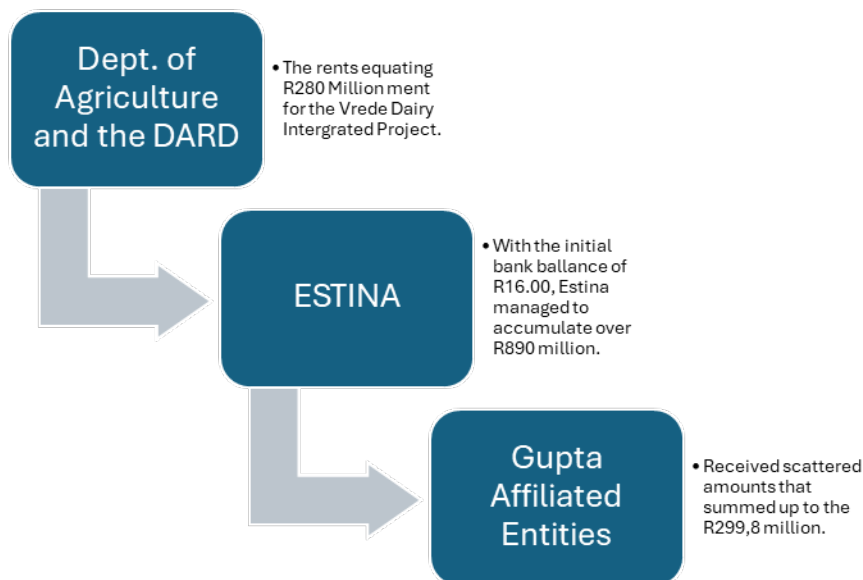 Dept. of
Agriculture
and the DARD
• The rents equating
R280 Million ment
for the Vrede Dairy
Intergrated Project.
ESTINA
• With the initial
bank ballance of
R16.00, Estina
managed to
accumulate over
R890 million.
Gupta
Affiliated
Entities
• Received scattered
amounts that
summed up to the
R299,8 million.